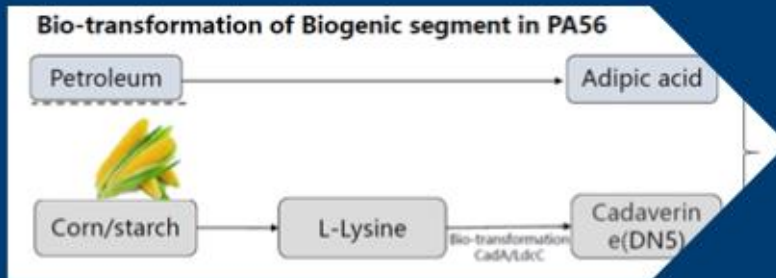 Bio-transformation of Biogenic segment in PA56
Petroleum
Adipic acid
Corn/starch
L-Lysine
Bio-transformation
CadA/LdcC
Cadaverin
e(DN5)